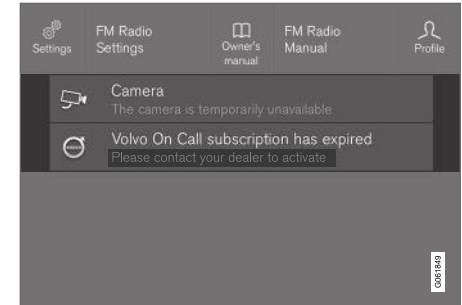 Settings
FM Radio
Settings
Owner's
manual
FM Radio
Manual
Profile
Camera
The camera is temporarily unavailable
Volvo On Call subscription has expired
Please contact your dealer to activate
G061849